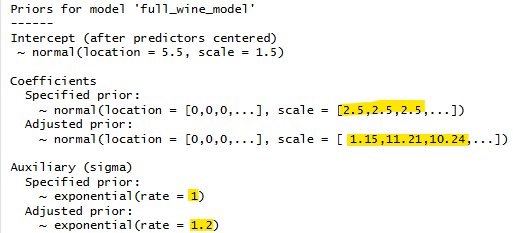 Priors for model 'full_wine_model'
------
Intercept (after predictors centered)
~ normal(location = 5.5, scale = 1.5)
Coefficients
Specified prior:
~ normal(location = [0,0,0,...], scale = [2.5,2.5,2.5,...])
Adjusted prior:
~ normal(location = [0,0,0,...], scale = [ 1.15,11.21,10.24,...])
Auxiliary (sigma)
Specified prior:
~ exponential(rate = 1)
Adjusted prior:
~ exponential(rate = 1.2)